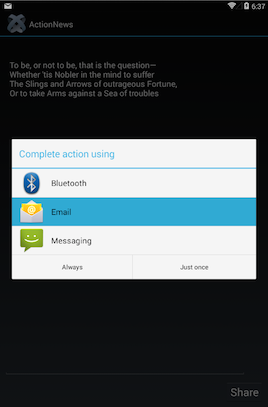 6:37
ActionNews
To be, or not to be, that is the question—
Whether 'tis Nobler in the mind to suffer
The Slings and Arrows of outrageous Fortune,
Or to take Arms against a Sea of troubles
Complete action using
Bluetooth
Email
Messaging
Always Just once
Share